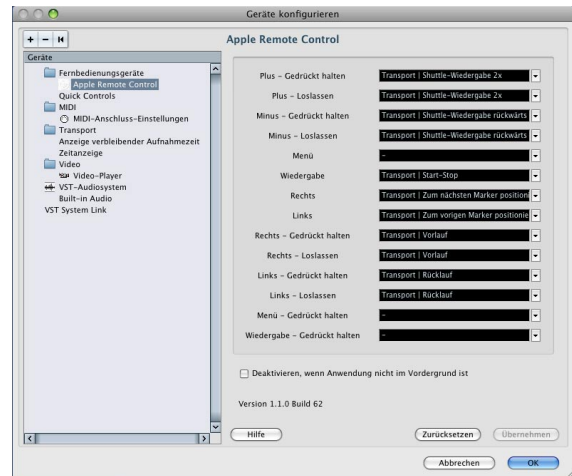 Geräte konfigurieren
Apple Remote Control
Geräte
Fernbedienungsgeräte
Apple Remote Control
Quick Controls
MIDI
MIDI-Anschluss-Einstellungen
Transport
Anzeige verbleibender Aufnahmezeit
Zeitanzeige
Video
Video-Player
VST-Audiosystem
Built-in Audio
VST System Link
Plus - Gedrückt halten Transport | Shuttle-Wiedergabe 2x
Plus - Loslassen Transport | Shuttle-Wiedergabe 2x
Minus - Gedrückt halten Transport | Shuttle-Wiedergabe rückwärts
Minus - Loslassen Transport | Shuttle-Wiedergabe rückwärts
Menü -
Wiedergabe Transport | Start-Stop
Rechts Transport | Zum nächsten Marker positioni
Links Transport | Zum vorigen Marker positionie
Rechts - Gedrückt halten Transport | Vorlauf
Rechts - Loslassen Transport | Vorlauf
Links - Gedrückt halten Transport | Rücklauf
Links - Loslassen Transport | Rücklauf
Menü - Gedrückt halten -
Wiedergabe - Gedrückt halten -
Deaktivieren, wenn Anwendung nicht im Vordergrund ist
Version 1.1.0 Build 62
Hilfe Zurücksetzen Übernehmen
Abbrechen OK